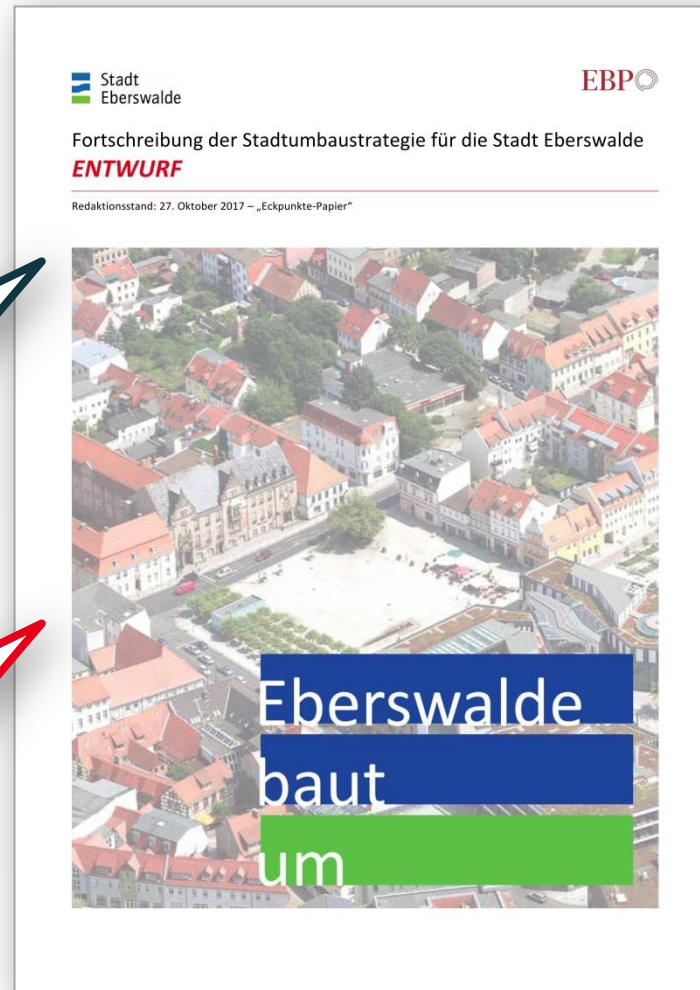 Stadt
Eberswalde
EBP
Fortschreibung der Stadtumbaustrategie für die Stadt Eberswalde
ENTWURF
Redaktionsstand: 27. Oktober 2017 – „Eckpunkte-Papier“
Eberswalde
baut
um